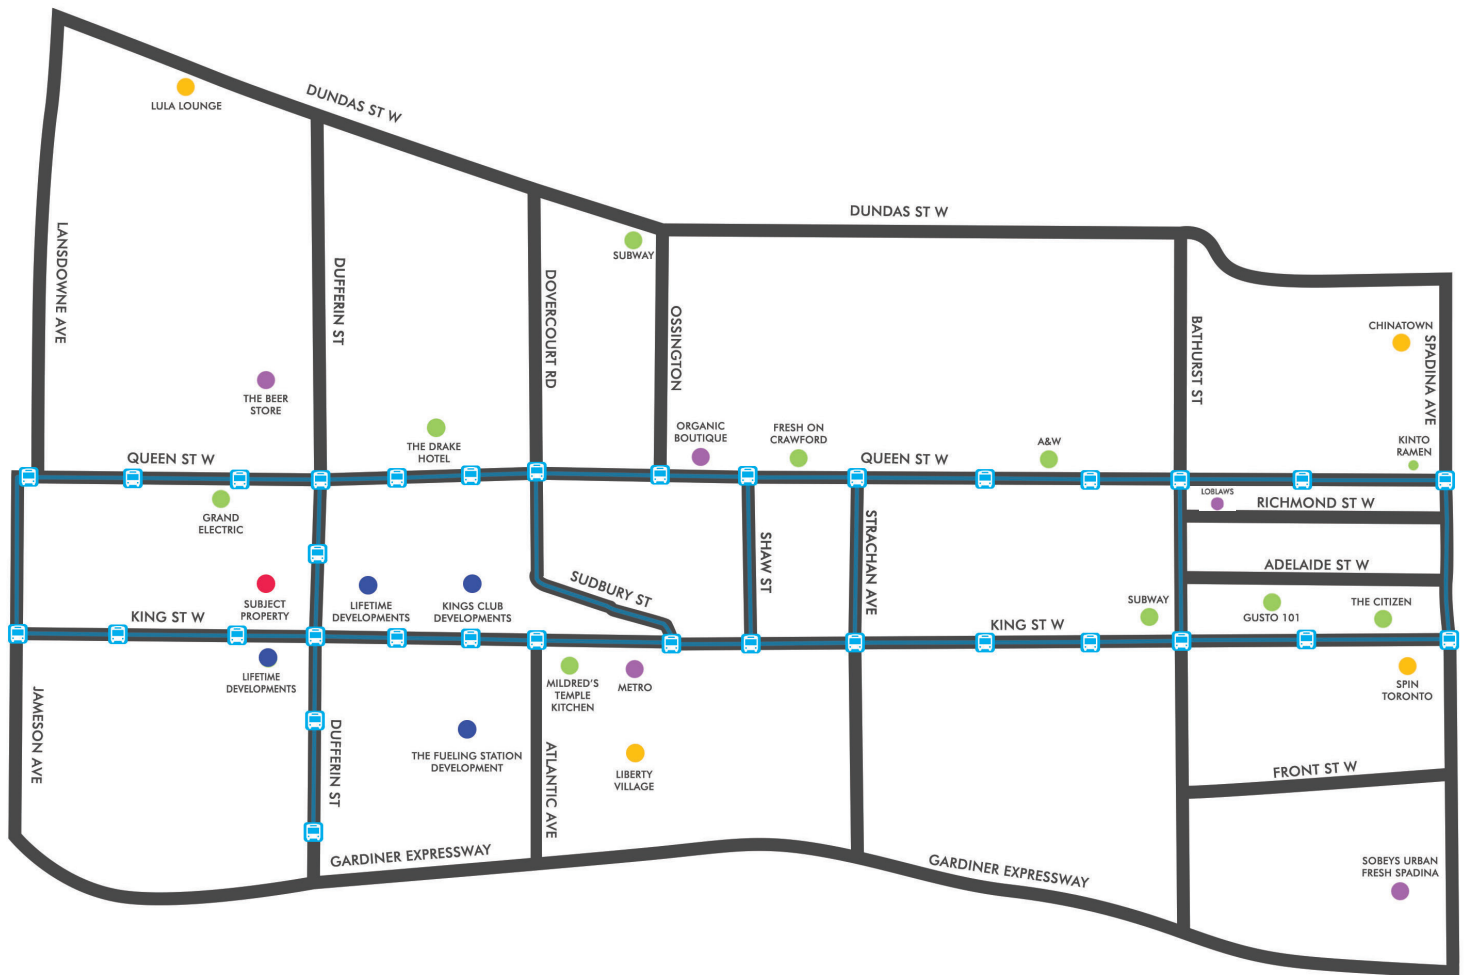 LULA LOUNGE
DUNDAS ST W
DUNDAS ST W
LANSDOWNE AVE
DUFFERIN ST
DOVERCOURT RD
SUBWAY
OSSINGTON
BATHURST ST
CHINATOWN
SPADINA AVE
THE BEER
STORE
THE DRAKE
HOTEL
ORGANIC
BOUTIQUE
FRESH ON
CRAWFORD
A&W
KINTO
RAMEN
QUEEN ST W
QUEEN ST W
GRAND
ELECTRIC
LOBLAWS
RICHMOND ST W
SHAW ST
STRACHAN AVE
ADELAIDE ST W
SUDBURY ST
SUBJECT
PROPERTY
LIFETIME
DEVELOPMENTS
KINGS CLUB
DEVELOPMENTS
SUBWAY
GUSTO 101
THE CITIZEN
KING ST W
KING ST W
LIFETIME
DEVELOPMENTS
MILDRED'S
TEMPLE
KITCHEN
METRO
SPIN
TORONTO
JAMESON AVE
DUFFERIN ST
THE FUELING STATION
DEVELOPMENT
ATLANTIC AVE
LIBERTY
VILLAGE
FRONT ST W
GARDINER EXPRESSWAY
GARDINER EXPRESSWAY
SOBEYS URBAN
FRESH SPADINA